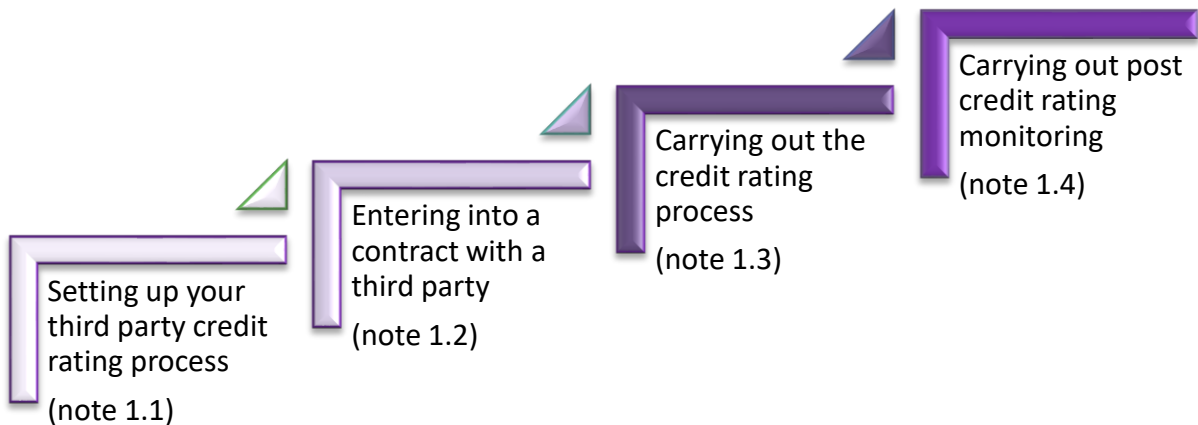 Setting up your
third party credit
rating process
(note 1.1)
Entering into a
contract with a
third party
(note 1.2)
Carrying out the
credit rating
process
(note 1.3)
Carrying out post
credit rating
monitoring
(note 1.4)